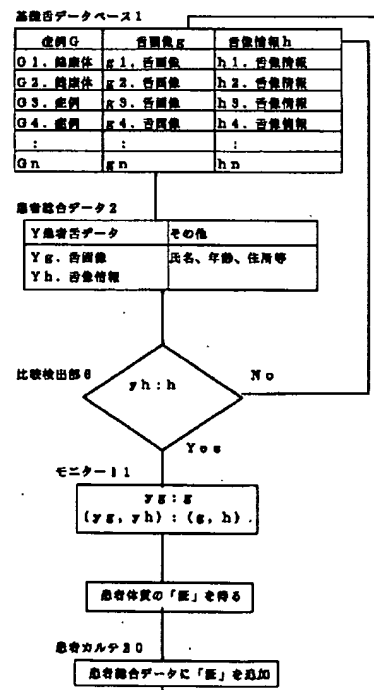 基礎舌データベース1
症例G 舌画像g 舌像情報h
G1．健康体 g1．舌画像 h1．舌像情報
G2．健康体 g2．舌画像 h2．舌像情報
G3．症例 g3．舌画像 h3．舌像情報
G4．症例 g4．舌画像 h4．舌像情報
： ： ：
Gn gn hn
患者総合データ2
Y患者舌データ その他
Yg．舌画像 氏名、年齢、住所等
Yh．舌像情報
比較検出部6
yh：h
No
Yes
モニター11
yg：g
(yg, yh)：(g, h)
患者体質の「証」を得る
患者カルテ20
患者総合データに「証」を追加